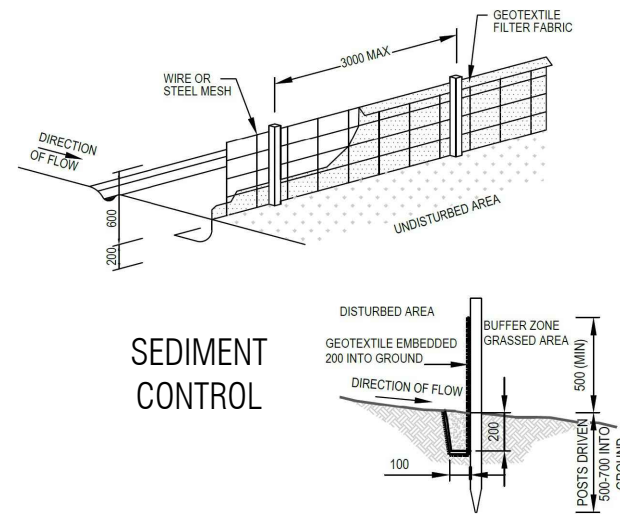 GEOTEXTILE
FILTER FABRIC
3000 MAX
WIRE OR
STEEL MESH
DIRECTION
OF FLOW
600
200
UNDISTURBED AREA
SEDIMENT
CONTROL
DISTURBED AREA
BUFFER ZONE
GRASSED AREA
GEOTEXTILE EMBEDDED
200 INTO GROUND
DIRECTION OF FLOW
500 (MIN)
200
100
POSTS DRIVEN
500-700 INTO
GROUND